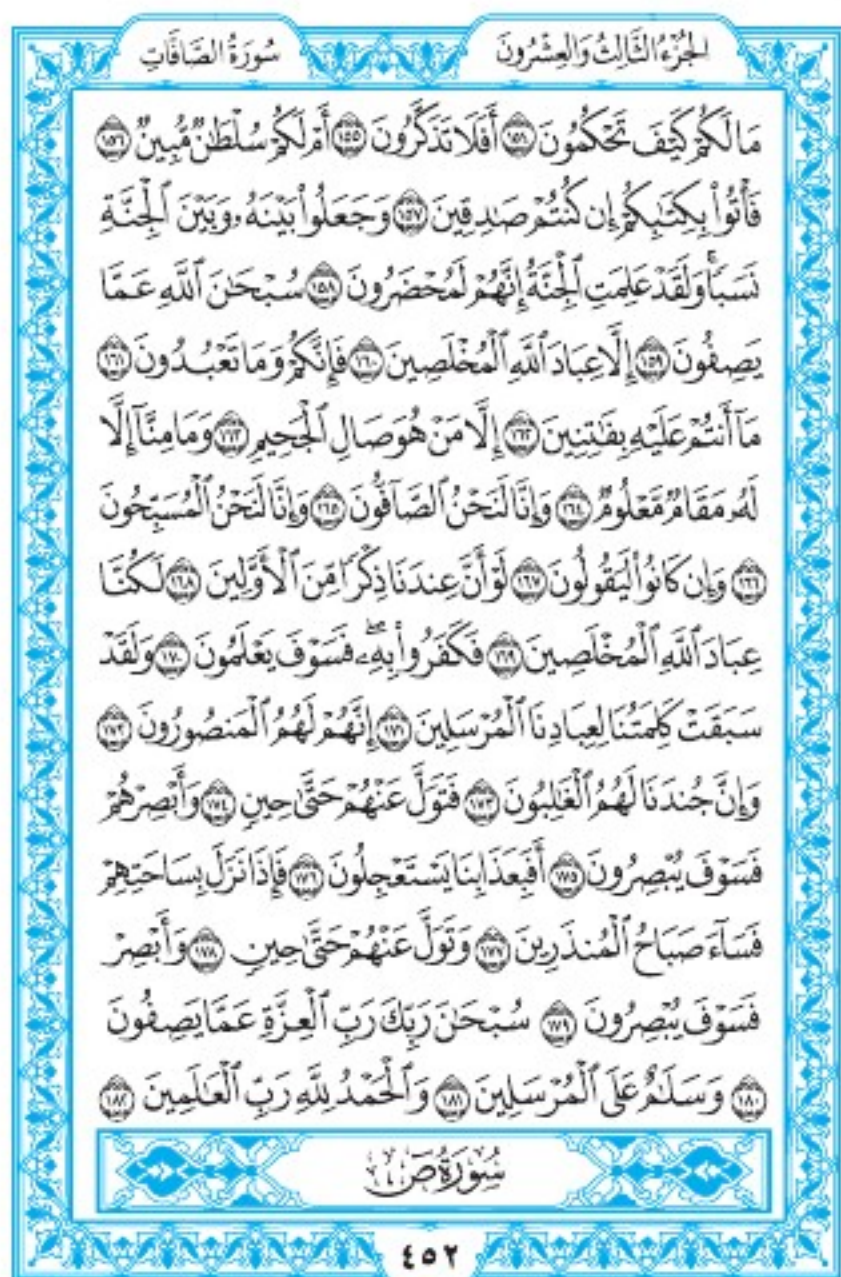 الجُزْءُ الثَّالِثُ وَالْعِشْرُونَ
سُورَةُ الصَّافَّاتِ
مَا لَكُمْ كَيْفَ تَحْكُمُونَ ١٥٤ أَفَلَا تَذَكَّرُونَ ١٥٥ أَمْ لَكُمْ سُلْطَٰنٌ مُّبِينٌ ١٥٦
فَأْتُوا۟ بِكِتَٰبِكُمْ إِن كُنتُمْ صَٰدِقِينَ ١٥٧ وَجَعَلُوا۟ بَيْنَهُۥ وَبَيْنَ ٱلْجِنَّةِ
نَسَبًاۚ وَلَقَدْ عَلِمَتِ ٱلْجِنَّةُ إِنَّهُمْ لَمُحْضَرُونَ ١٥٨ سُبْحَٰنَ ٱللَّهِ عَمَّا
يَصِفُونَ ١٥٩ إِلَّا عِبَادَ ٱللَّهِ ٱلْمُخْلَصِينَ ١٦٠ فَإِنَّكُمْ وَمَا تَعْبُدُونَ ١٦١
مَآ أَنتُمْ عَلَيْهِ بِفَٰتِنِينَ ١٦٢ إِلَّا مَنْ هُوَ صَالِ ٱلْجَحِيمِ ١٦٣ وَمَا مِنَّآ إِلَّا
لَهُۥ مَقَامٌ مَّعْلُومٌ ١٦٤ وَإِنَّا لَنَحْنُ ٱلصَّآفُّونَ ١٦٥ وَإِنَّا لَنَحْنُ ٱلْمُسَبِّحُونَ
١٦٦ وَإِن كَانُوا۟ لَيَقُولُونَ ١٦٧ لَوْ أَنَّ عِندَنَا ذِكْرًا مِّنَ ٱلْأَوَّلِينَ ١٦٨ لَكُنَّا
عِبَادَ ٱللَّهِ ٱلْمُخْلَصِينَ ١٦٩ فَكَفَرُوا۟ بِهِۦۖ فَسَوْفَ يَعْلَمُونَ ١٧٠ وَلَقَدْ
سَبَقَتْ كَلِمَتُنَا لِعِبَادِنَا ٱلْمُرْسَلِينَ ١٧١ إِنَّهُمْ لَهُمُ ٱلْمَنصُورُونَ ١٧٢
وَإِنَّ جُندَنَا لَهُمُ ٱلْغَٰلِبُونَ ١٧٣ فَتَوَلَّ عَنْهُمْ حَتَّىٰ حِينٍ ١٧٤ وَأَبْصِرْهُمْ
فَسَوْفَ يُبْصِرُونَ ١٧٥ أَفَبِعَذَابِنَا يَسْتَعْجِلُونَ ١٧٦ فَإِذَا نَزَلَ بِسَاحَتِهِمْ
فَسَآءَ صَبَاحُ ٱلْمُنذَرِينَ ١٧٧ وَتَوَلَّ عَنْهُمْ حَتَّىٰ حِينٍ ١٧٨ وَأَبْصِرْ
فَسَوْفَ يُبْصِرُونَ ١٧٩ سُبْحَٰنَ رَبِّكَ رَبِّ ٱلْعِزَّةِ عَمَّا يَصِفُونَ
١٨٠ وَسَلَٰمٌ عَلَى ٱلْمُرْسَلِينَ ١٨١ وَٱلْحَمْدُ لِلَّهِ رَبِّ ٱلْعَٰلَمِينَ ١٨٢
سُورَةُ صٓ
٤٥٢